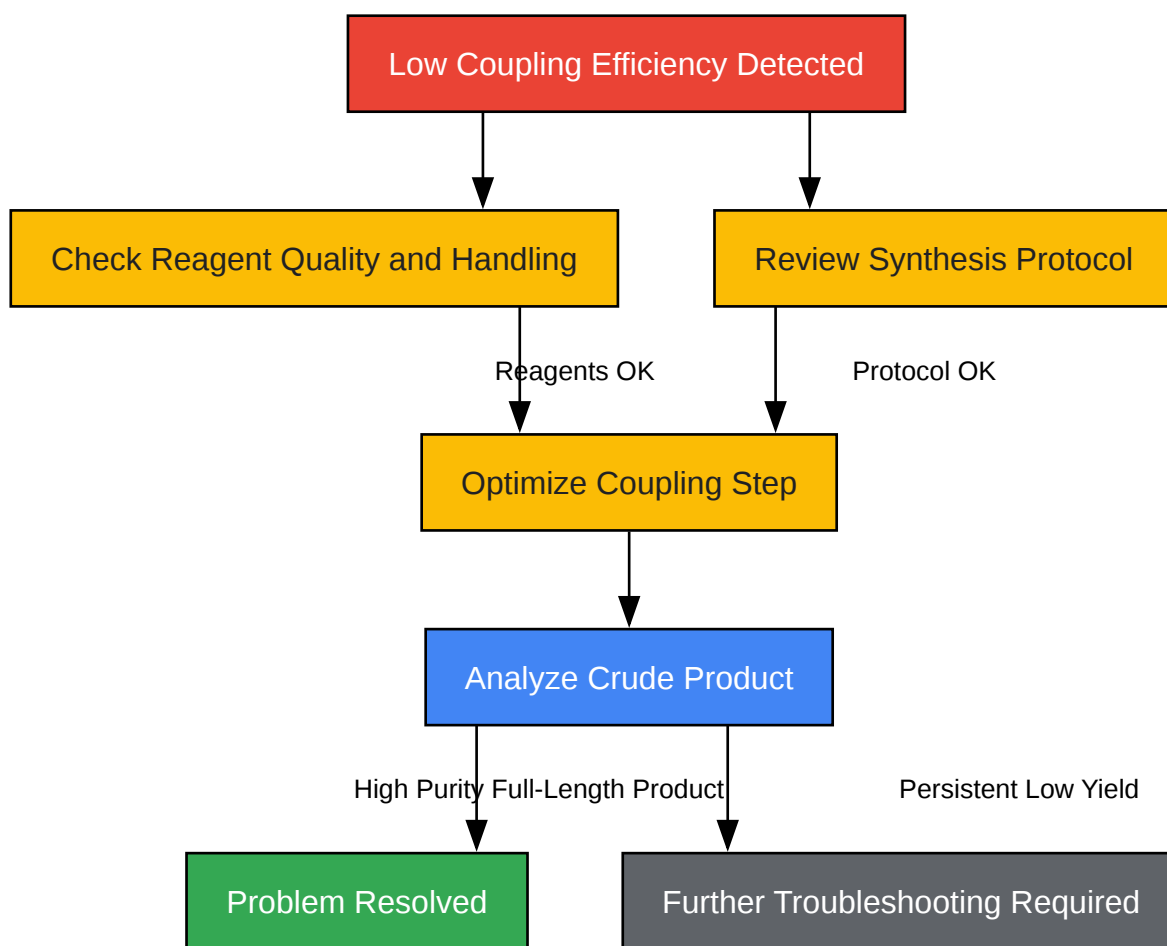 Low Coupling Efficiency Detected
Check Reagent Quality and Handling
Review Synthesis Protocol
Reagents OK
Protocol OK
Optimize Coupling Step
Analyze Crude Product
High Purity Full-Length Product
Persistent Low Yield
Problem Resolved
Further Troubleshooting Required